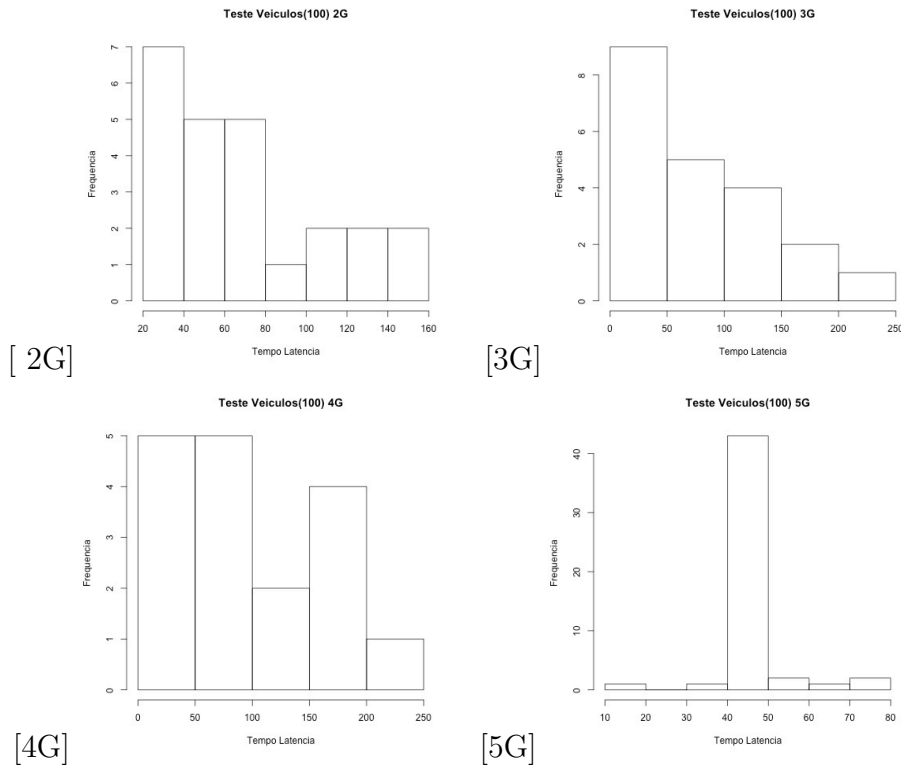 Teste Veiculos(100) 2G
Frequencia
0 1 2 3 4 5 6 7
20 40 60 80 100 120 140 160
Tempo Latencia
[ 2G]
Teste Veiculos(100) 3G
Frequencia
0 2 4 6 8
0 50 100 150 200 250
Tempo Latencia
[3G]
Teste Veiculos(100) 4G
Frequencia
0 1 2 3 4 5
0 50 100 150 200 250
Tempo Latencia
[4G]
Teste Veiculos(100) 5G
Frequencia
0 10 20 30 40
10 20 30 40 50 60 70 80
Tempo Latencia
[5G]